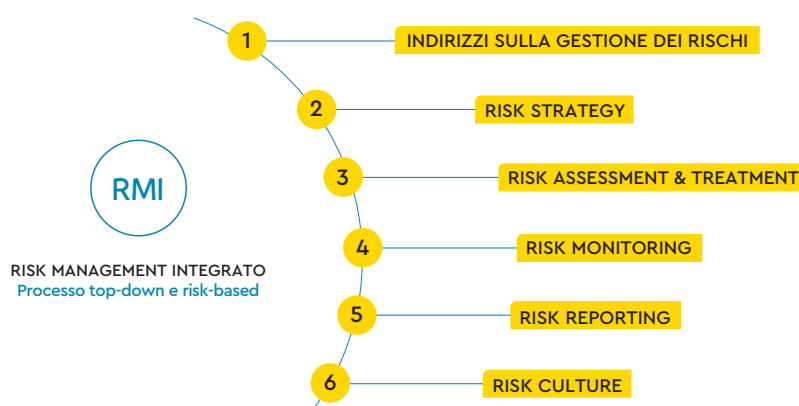 1
INDIRIZZI SULLA GESTIONE DEI RISCHI
2
RISK STRATEGY
3
RISK ASSESSMENT & TREATMENT
RMI
RISK MANAGEMENT INTEGRATO
Processo top-down e risk-based
4
RISK MONITORING
5
RISK REPORTING
6
RISK CULTURE